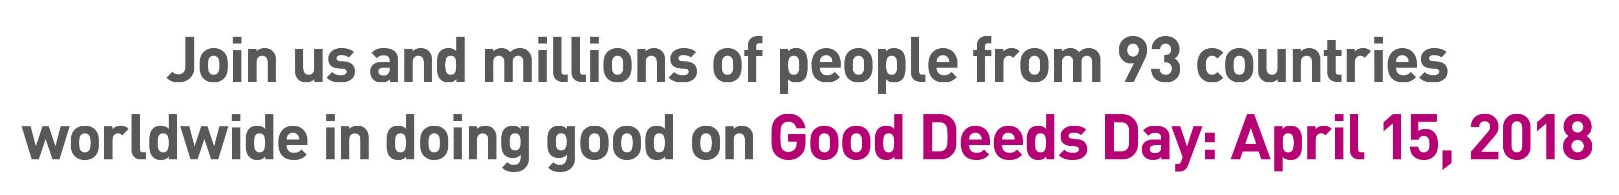 Join us and millions of people from 93 countries
worldwide in doing good on Good Deeds Day: April 15, 2018